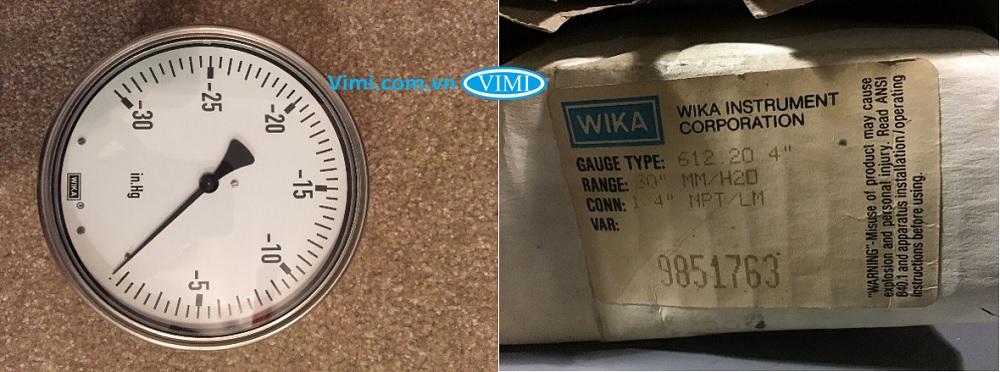 -30
-25
-20
-15
-10
-5
in.Hg
WIKA ®
Vimi.com.vn VIMI
WIKA
WIKA INSTRUMENT
CORPORATION
GAUGE TYPE: 612.20 4"
RANGE: 30" MM/H2O
CONN: 1/4" NPT/LM
VAR:
9851763
"WARNING"-Misuse of product may cause
explosion and personal injury. Read ANSI
B40.1 and apparatus installation/operating
instructions before using.